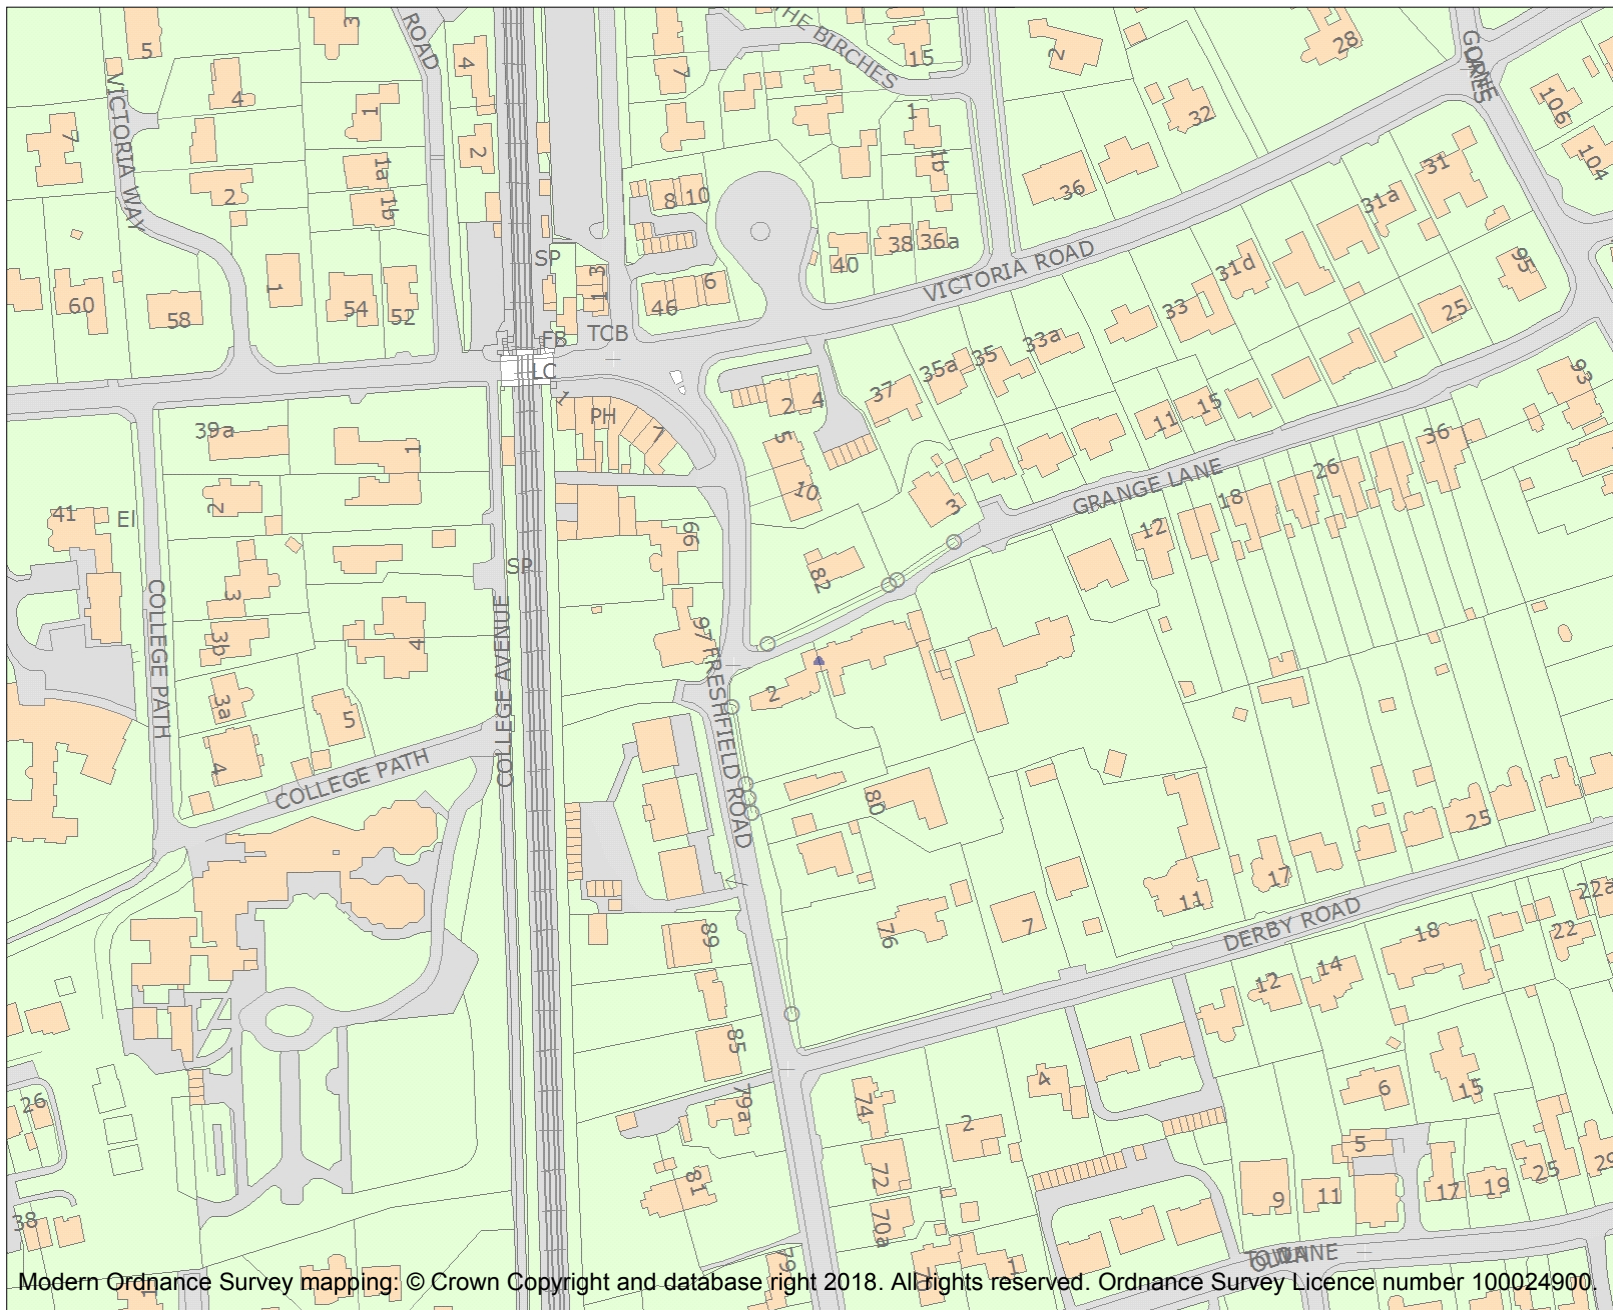 5
3
ROAD
4
7
THE BIRCHES
15
2
28
106
104
VICTORIA WAY
4
1
7
2
1a
1b
2
1
1b
32
36
31
31a
8
10
SP
13
1
6
46
40
38
36a
VICTORIA ROAD
31d
95
60
58
1
54
52
FB
TCB
LC
33
25
33a
35
35a
37
93
1
PH
7
2
4
5
10
11
15
36
39a
1
2
41
El
GRANGE LANE
26
18
12
3
66
82
SP
COLLEGE PATH
3
3b
4
3a
5
4
COLLEGE AVENUE
97
FRESHFIELD ROAD
2
COLLEGE PATH
80
25
17
11
7
76
89
DERBY ROAD
22a
22
18
14
12
85
79a
74
4
2
6
15
26
72
70a
81
5
9
11
17
19
25
29
38
79
1
1
OLD
LANE
Modern Ordnance Survey mapping: © Crown Copyright and database right 2018. All rights reserved. Ordnance Survey Licence number 100024900.